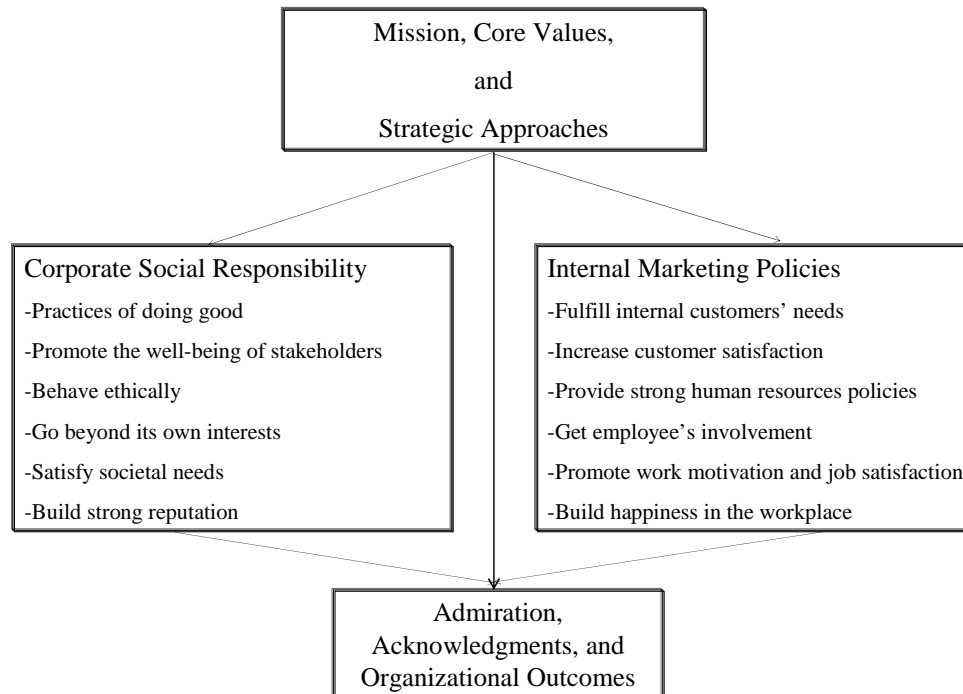 Mission, Core Values,
and
Strategic Approaches
Corporate Social Responsibility
-Practices of doing good
-Promote the well-being of stakeholders
-Behave ethically
-Go beyond its own interests
-Satisfy societal needs
-Build strong reputation
Internal Marketing Policies
-Fulfill internal customers’ needs
-Increase customer satisfaction
-Provide strong human resources policies
-Get employee’s involvement
-Promote work motivation and job satisfaction
-Build happiness in the workplace
Admiration,
Acknowledgments, and
Organizational Outcomes